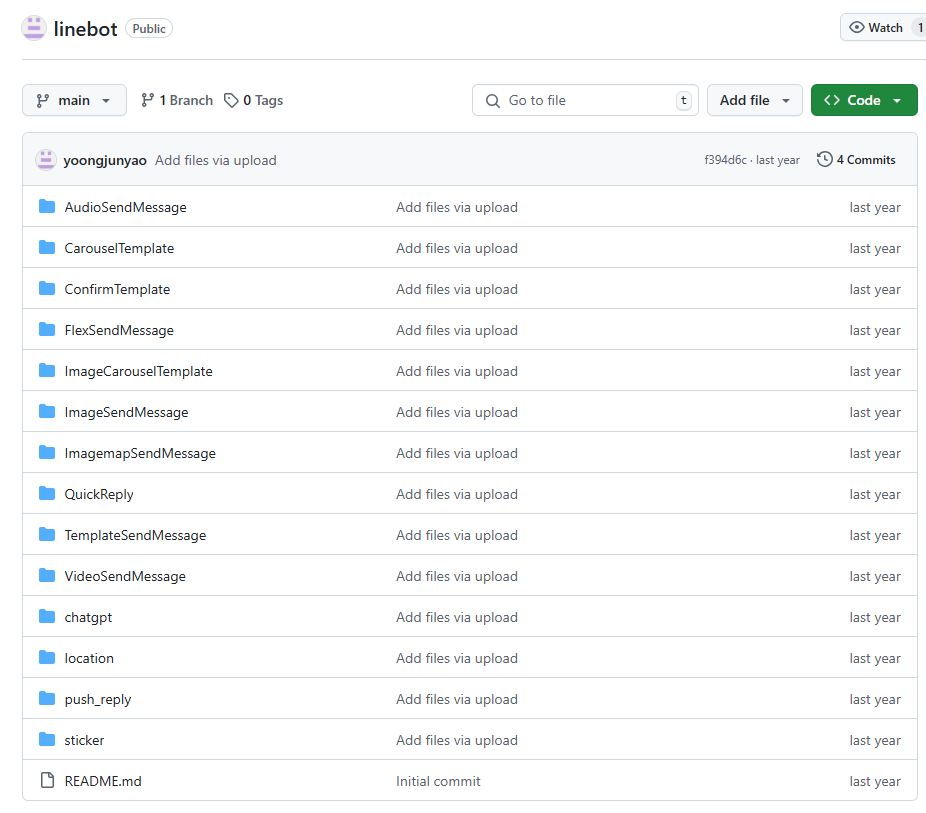 linebot Public Watch 1
main 1 Branch 0 Tags Go to file t Add file Code
yoongjunyao Add files via upload f394d6c · last year 4 Commits
AudioSendMessage Add files via upload last year
CarouselTemplate Add files via upload last year
ConfirmTemplate Add files via upload last year
FlexSendMessage Add files via upload last year
ImageCarouselTemplate Add files via upload last year
ImageSendMessage Add files via upload last year
ImagemapSendMessage Add files via upload last year
QuickReply Add files via upload last year
TemplateSendMessage Add files via upload last year
VideoSendMessage Add files via upload last year
chatgpt Add files via upload last year
location Add files via upload last year
push_reply Add files via upload last year
sticker Add files via upload last year
README.md Initial commit last year